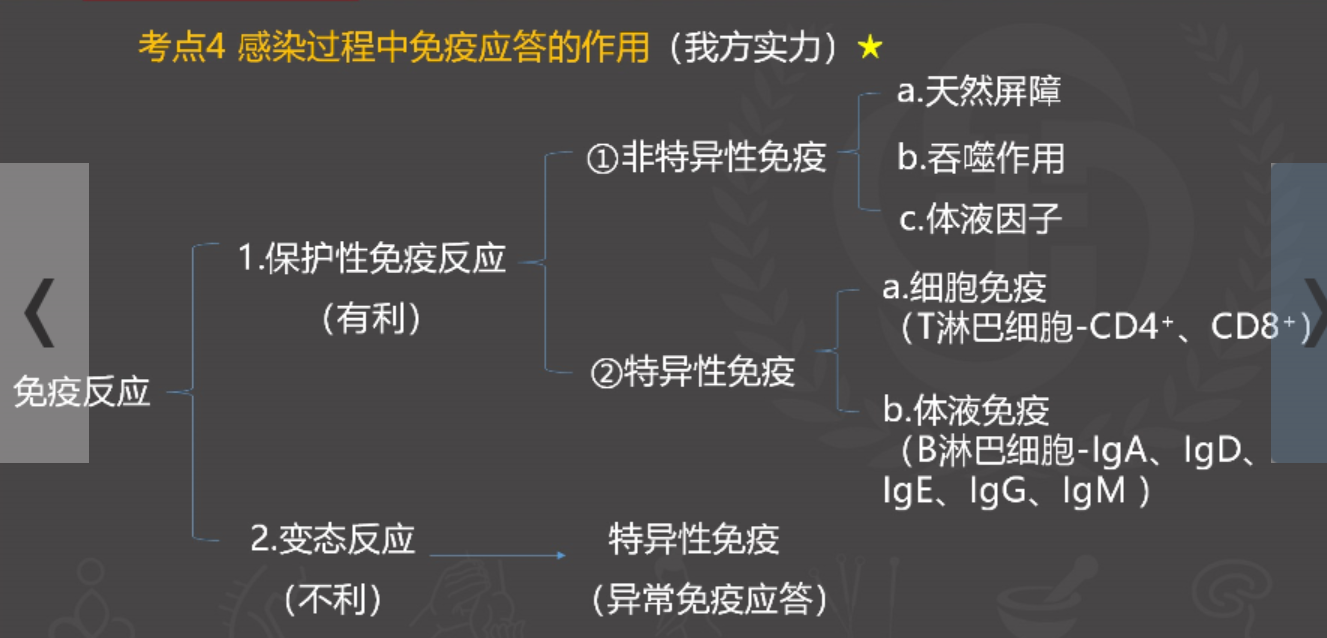 考点4 感染过程中免疫应答的作用（我方实力）★
a.天然屏障
①非特异性免疫
b.吞噬作用
c.体液因子
1.保护性免疫反应
（有利）
a.细胞免疫
（T淋巴细胞-CD4⁺、CD8⁺）
②特异性免疫
免疫反应
b.体液免疫
（B淋巴细胞-IgA、IgD、
IgE、IgG、IgM ）
2.变态反应
特异性免疫
（不利）
（异常免疫应答）